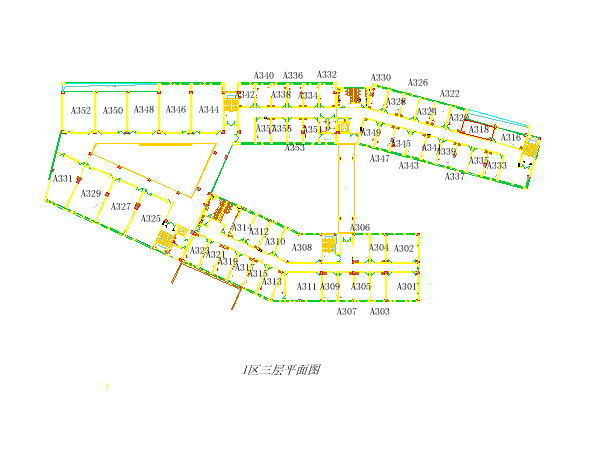 A340 A336 A332 A330 A326
A322
A352 A350 A348 A346 A344 A342 A338 A334 A328 A324 A320 A318 A316
A357 A355 A351 A349 A345 A341 A339 A335 A333
A353 A347 A343 A337
A331 A329 A327 A325
A314 A312 A310 A308 A306 A304 A302
A323 A321 A319 A317 A315 A313 A311 A309 A305 A301
A307 A303
I区三层平面图